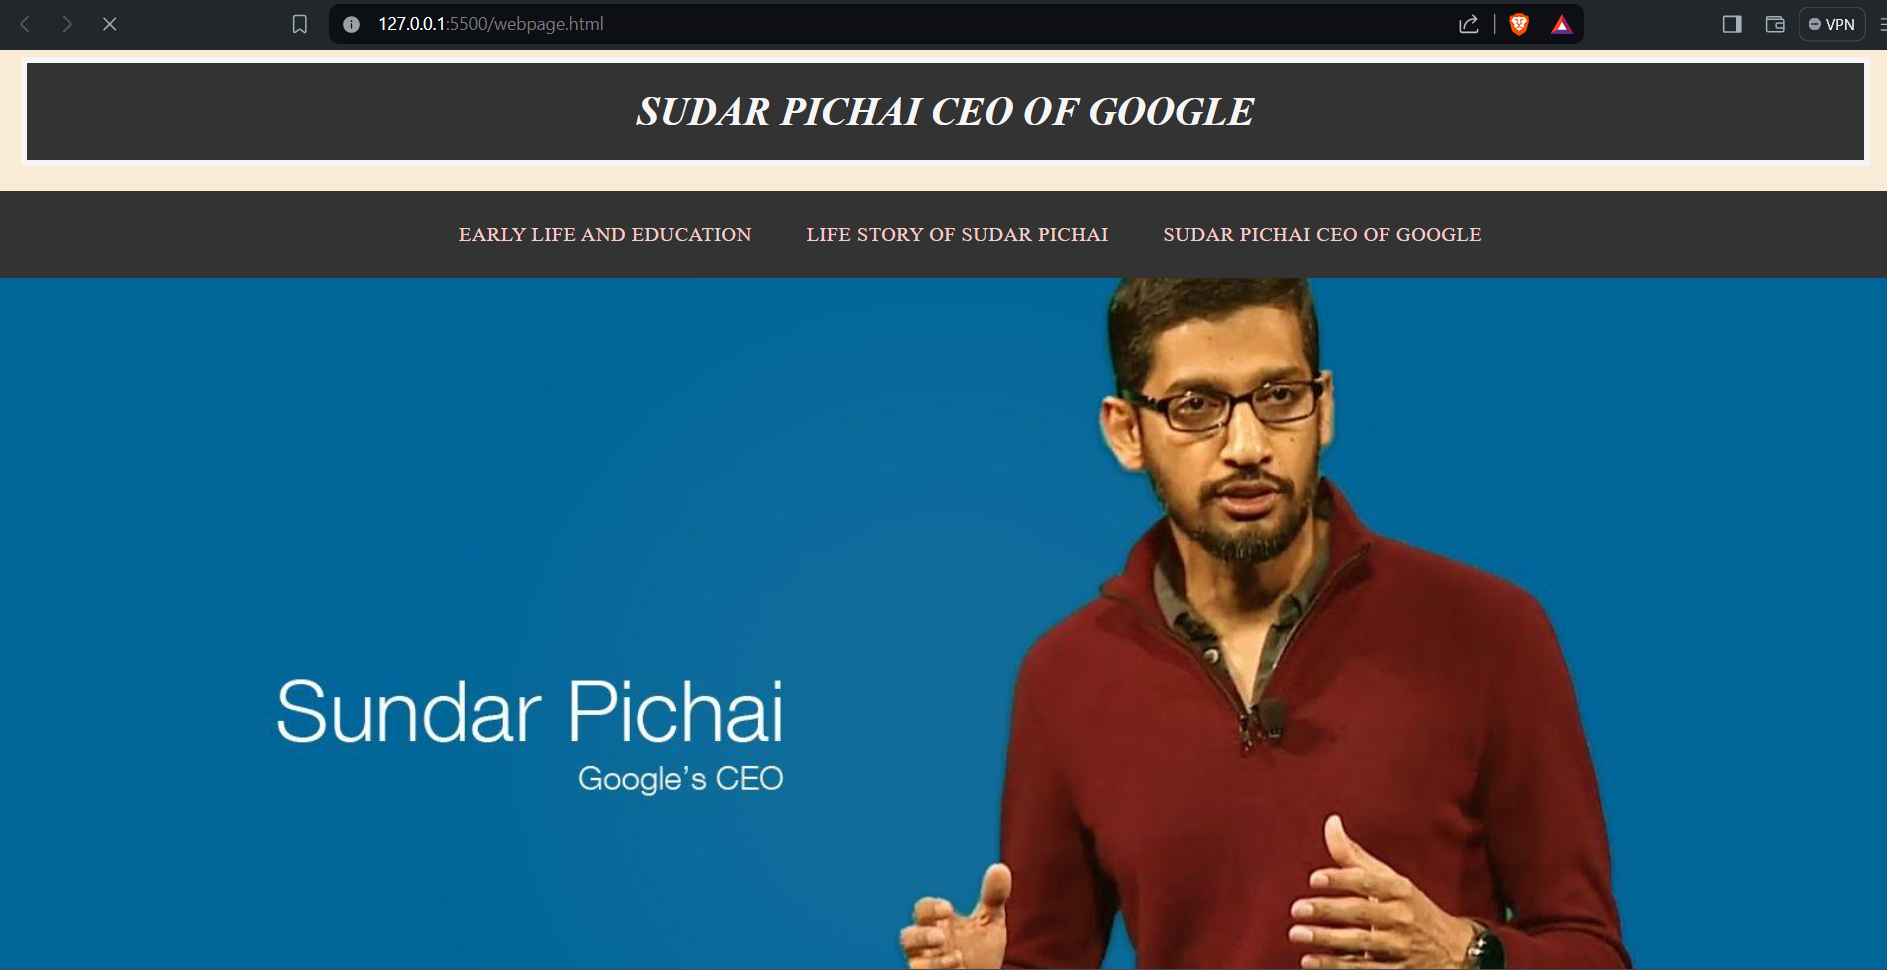 127.0.0.1:5500/webpage.html
VPN
SUDAR PICHAI CEO OF GOOGLE
EARLY LIFE AND EDUCATION
LIFE STORY OF SUDAR PICHAI
SUDAR PICHAI CEO OF GOOGLE
Sundar Pichai
Google's CEO